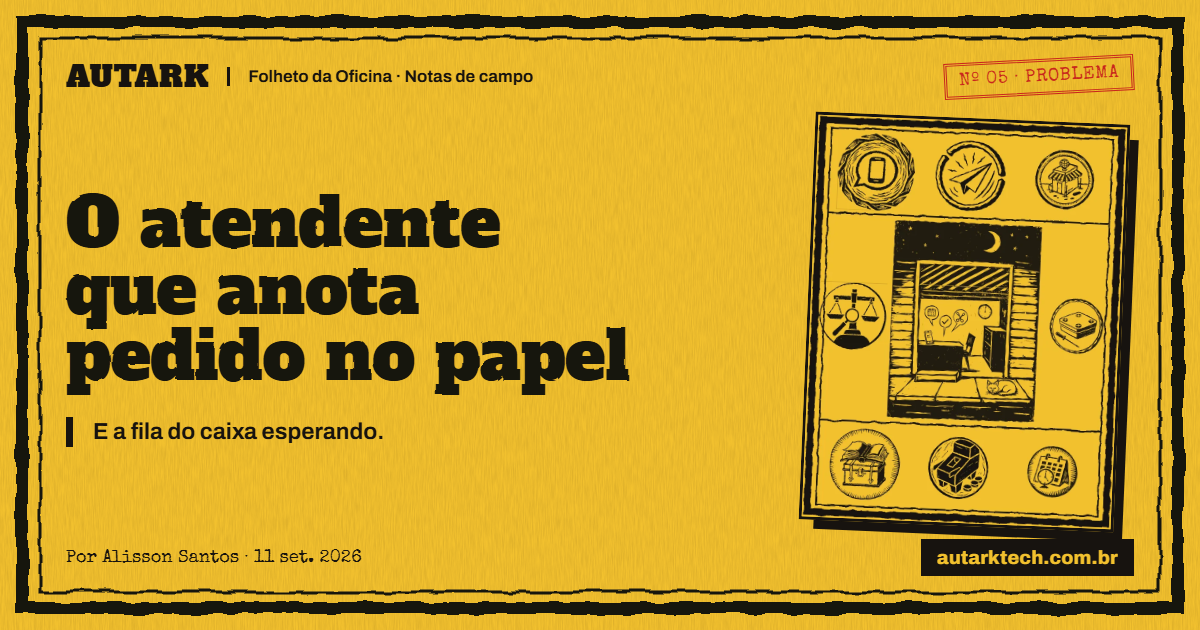 AUTARK
Folheto da Oficina · Notas de campo
Nº 05 · PROBLEMA
O atendente
que anota
pedido no papel
E a fila do caixa esperando.
Por Alisson Santos · 11 set. 2026
autarktech.com.br